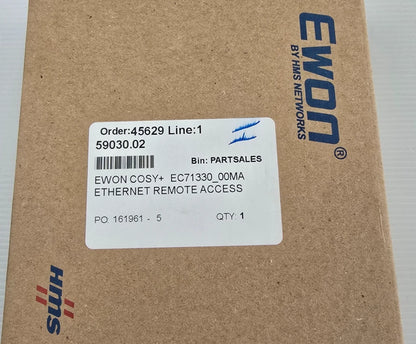 Order:45629 Line:1
59030.02
Bin: PARTSALES
EWON COSY+ EC71330_00MA
ETHERNET REMOTE ACCESS
PO: 161961 - 5 QTY: 1
EWON®
BY HMS NETWORKS
HMS